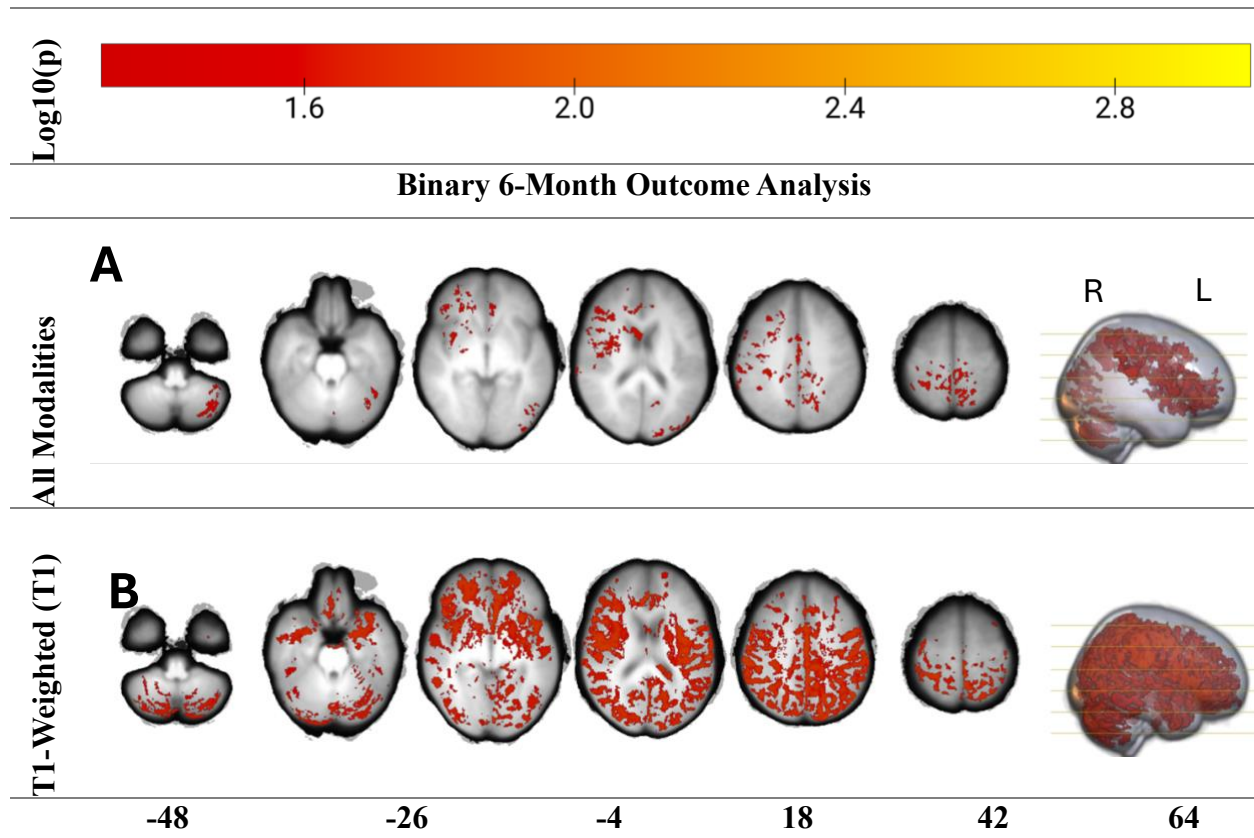 Log10(p)
1.6 2.0 2.4 2.8
Binary 6-Month Outcome Analysis
All Modalities
A
R L
T1-Weighted (T1)
B
-48 -26 -4 18 42 64